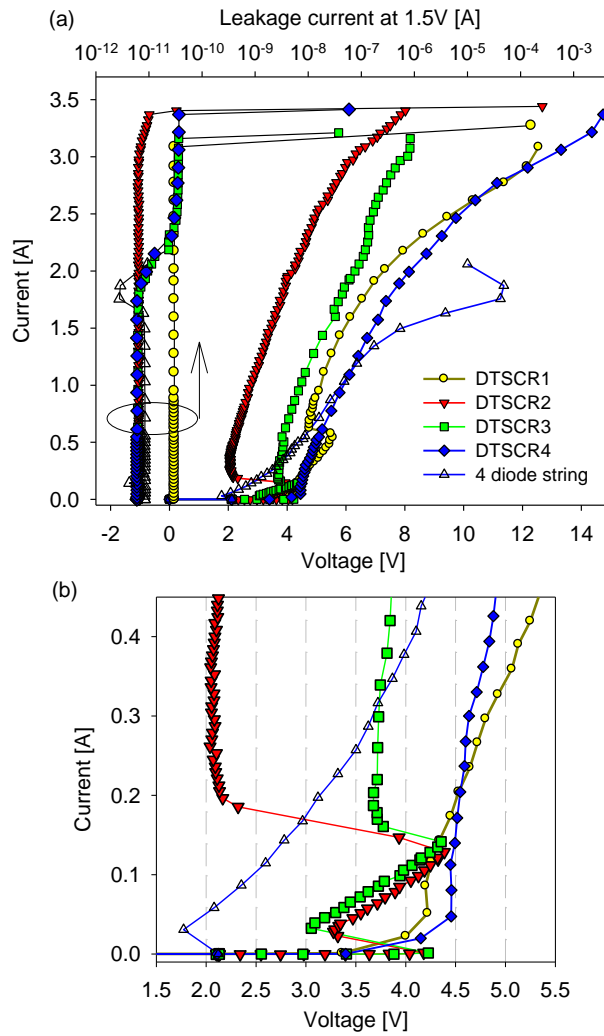 Leakage current at 1.5V [A]
(a)
10⁻¹² 10⁻¹¹ 10⁻¹⁰ 10⁻⁹ 10⁻⁸ 10⁻⁷ 10⁻⁶ 10⁻⁵ 10⁻⁴ 10⁻³
3.5
3.0
2.5
2.0
1.5
1.0
0.5
0.0
Current [A]
DTSCR1
DTSCR2
DTSCR3
DTSCR4
4 diode string
-2 0 2 4 6 8 10 12 14
Voltage [V]
(b)
0.4
0.3
0.2
0.1
0.0
Current [A]
1.5 2.0 2.5 3.0 3.5 4.0 4.5 5.0
Voltage [V]